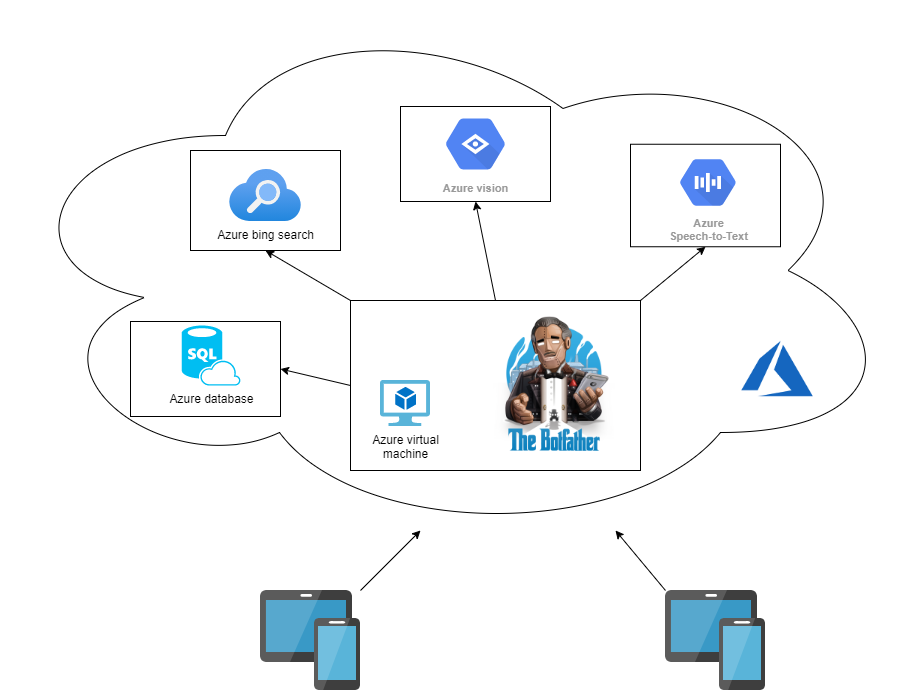 Azure vision
Azure bing search
Azure
Speech-to-Text
SQL
Azure database
Azure virtual
machine
The Botfather